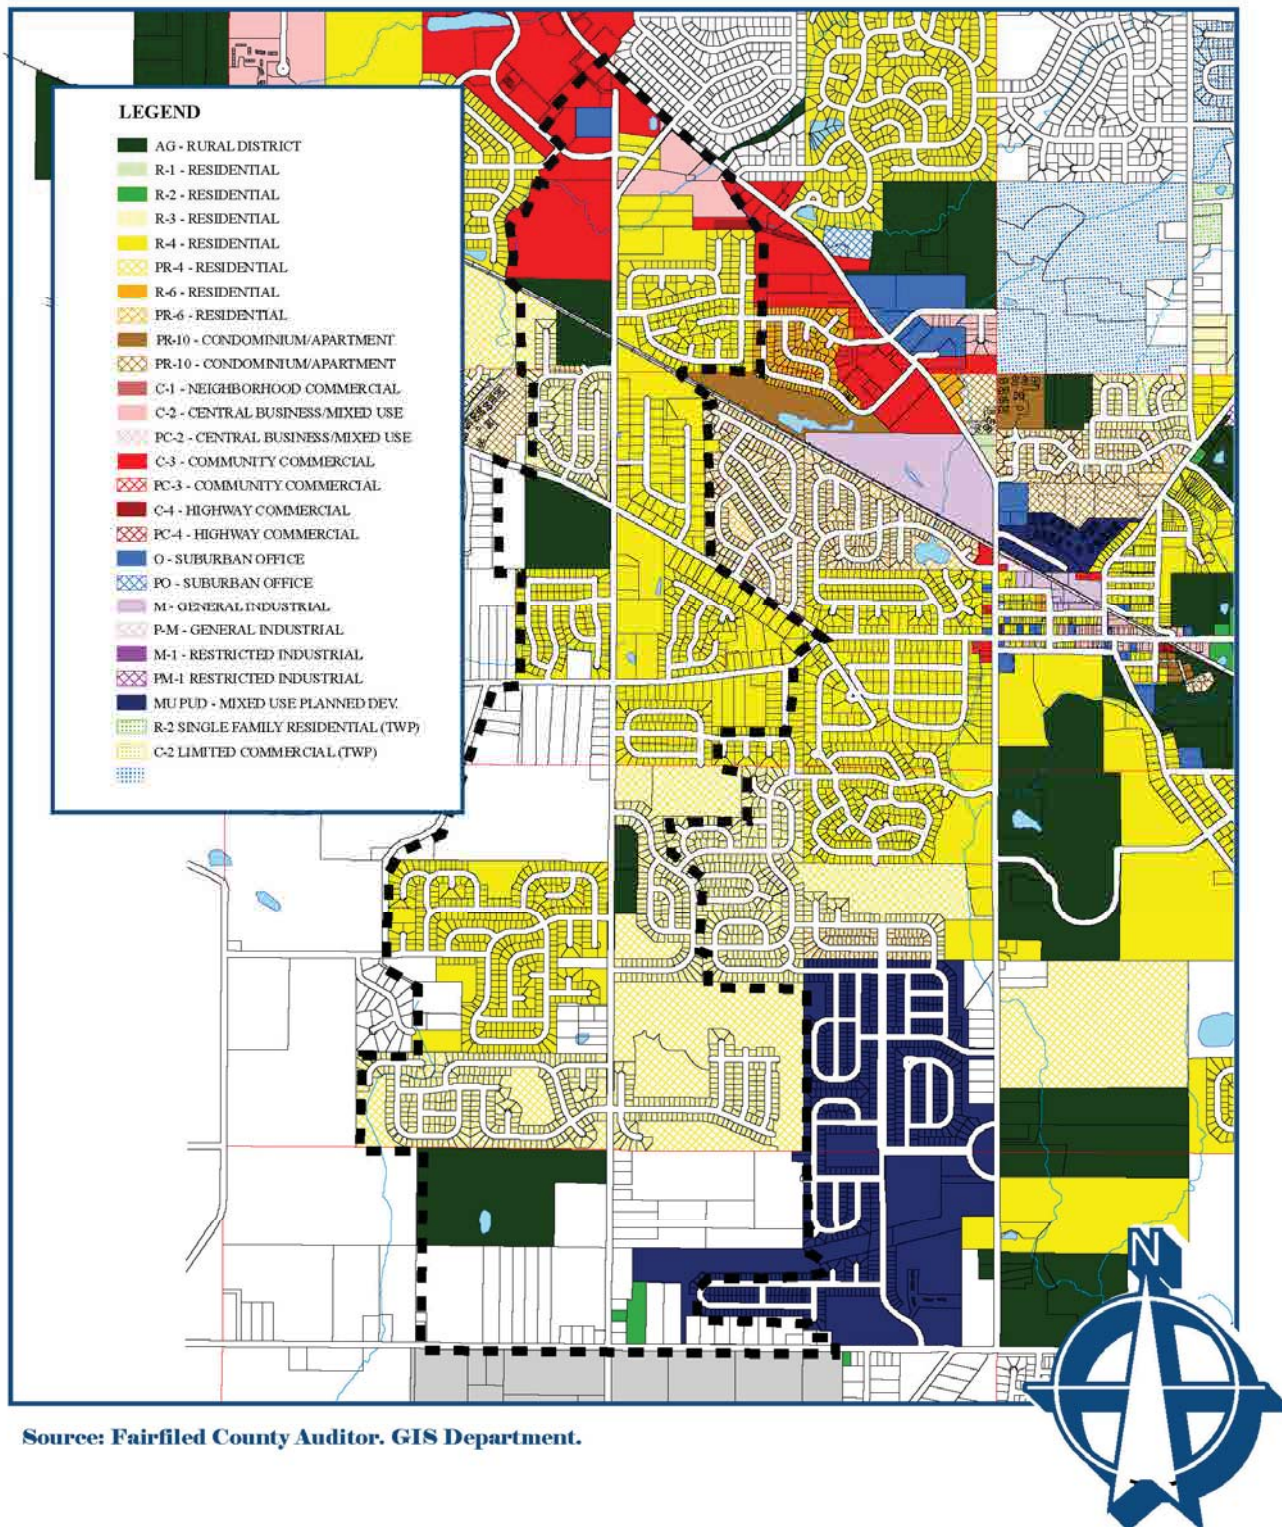 LEGEND
AG - RURAL DISTRICT
R-1 - RESIDENTIAL
R-2 - RESIDENTIAL
R-3 - RESIDENTIAL
R-4 - RESIDENTIAL
PR-4 - RESIDENTIAL
R-6 - RESIDENTIAL
PR-6 - RESIDENTIAL
PR-10 - CONDOMINIUM/APARTMENT
PR-10 - CONDOMINIUM/APARTMENT
C-1 - NEIGHBORHOOD COMMERCIAL
C-2 - CENTRAL BUSINESS/MIXED USE
PC-2 - CENTRAL BUSINESS/MIXED USE
C-3 - COMMUNITY COMMERCIAL
PC-3 - COMMUNITY COMMERCIAL
C-4 - HIGHWAY COMMERCIAL
PC-4 - HIGHWAY COMMERCIAL
O - SUBURBAN OFFICE
PO - SUBURBAN OFFICE
M - GENERAL INDUSTRIAL
P-M - GENERAL INDUSTRIAL
M-1 - RESTRICTED INDUSTRIAL
PM-1 RESTRICTED INDUSTRIAL
MU PUD - MIXED USE PLANNED DEV.
R-2 SINGLE FAMILY RESIDENTIAL (TWP)
C-2 LIMITED COMMERCIAL (TWP)
N
Source: Fairfiled County Auditor. GIS Department.